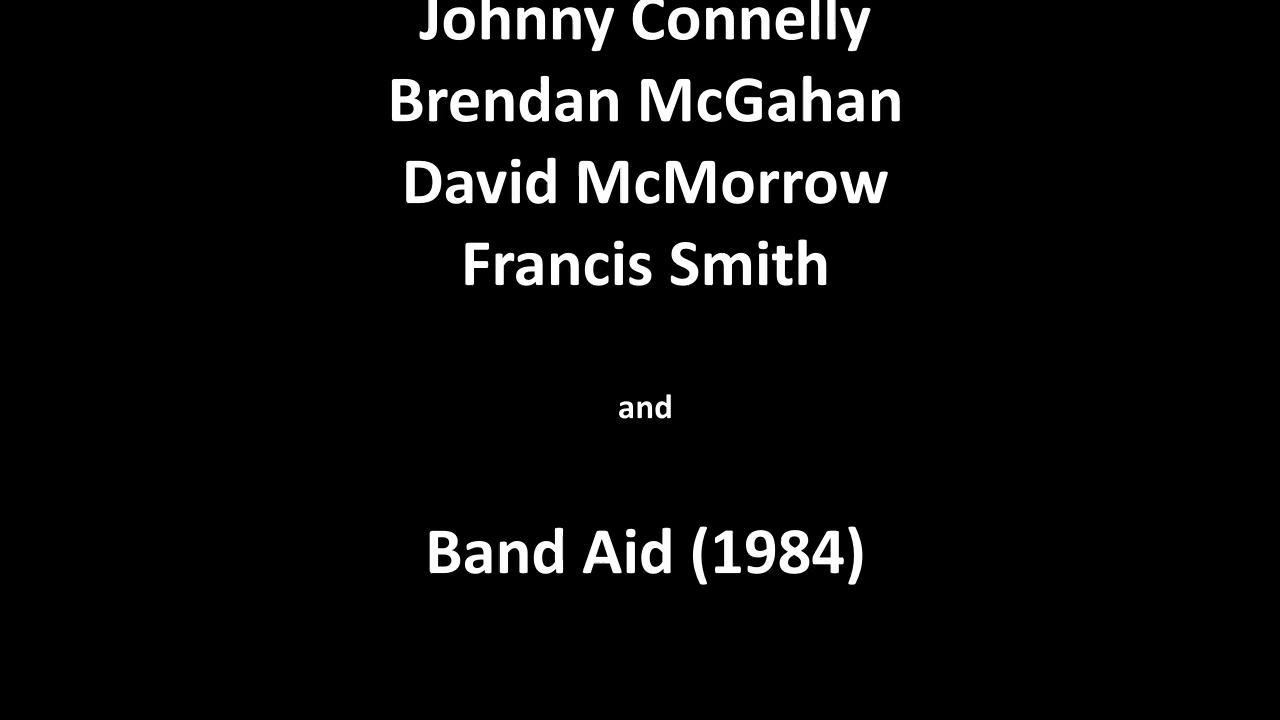 Johnny Connelly
Brendan McGahan
David McMorrow
Francis Smith
and
Band Aid (1984)